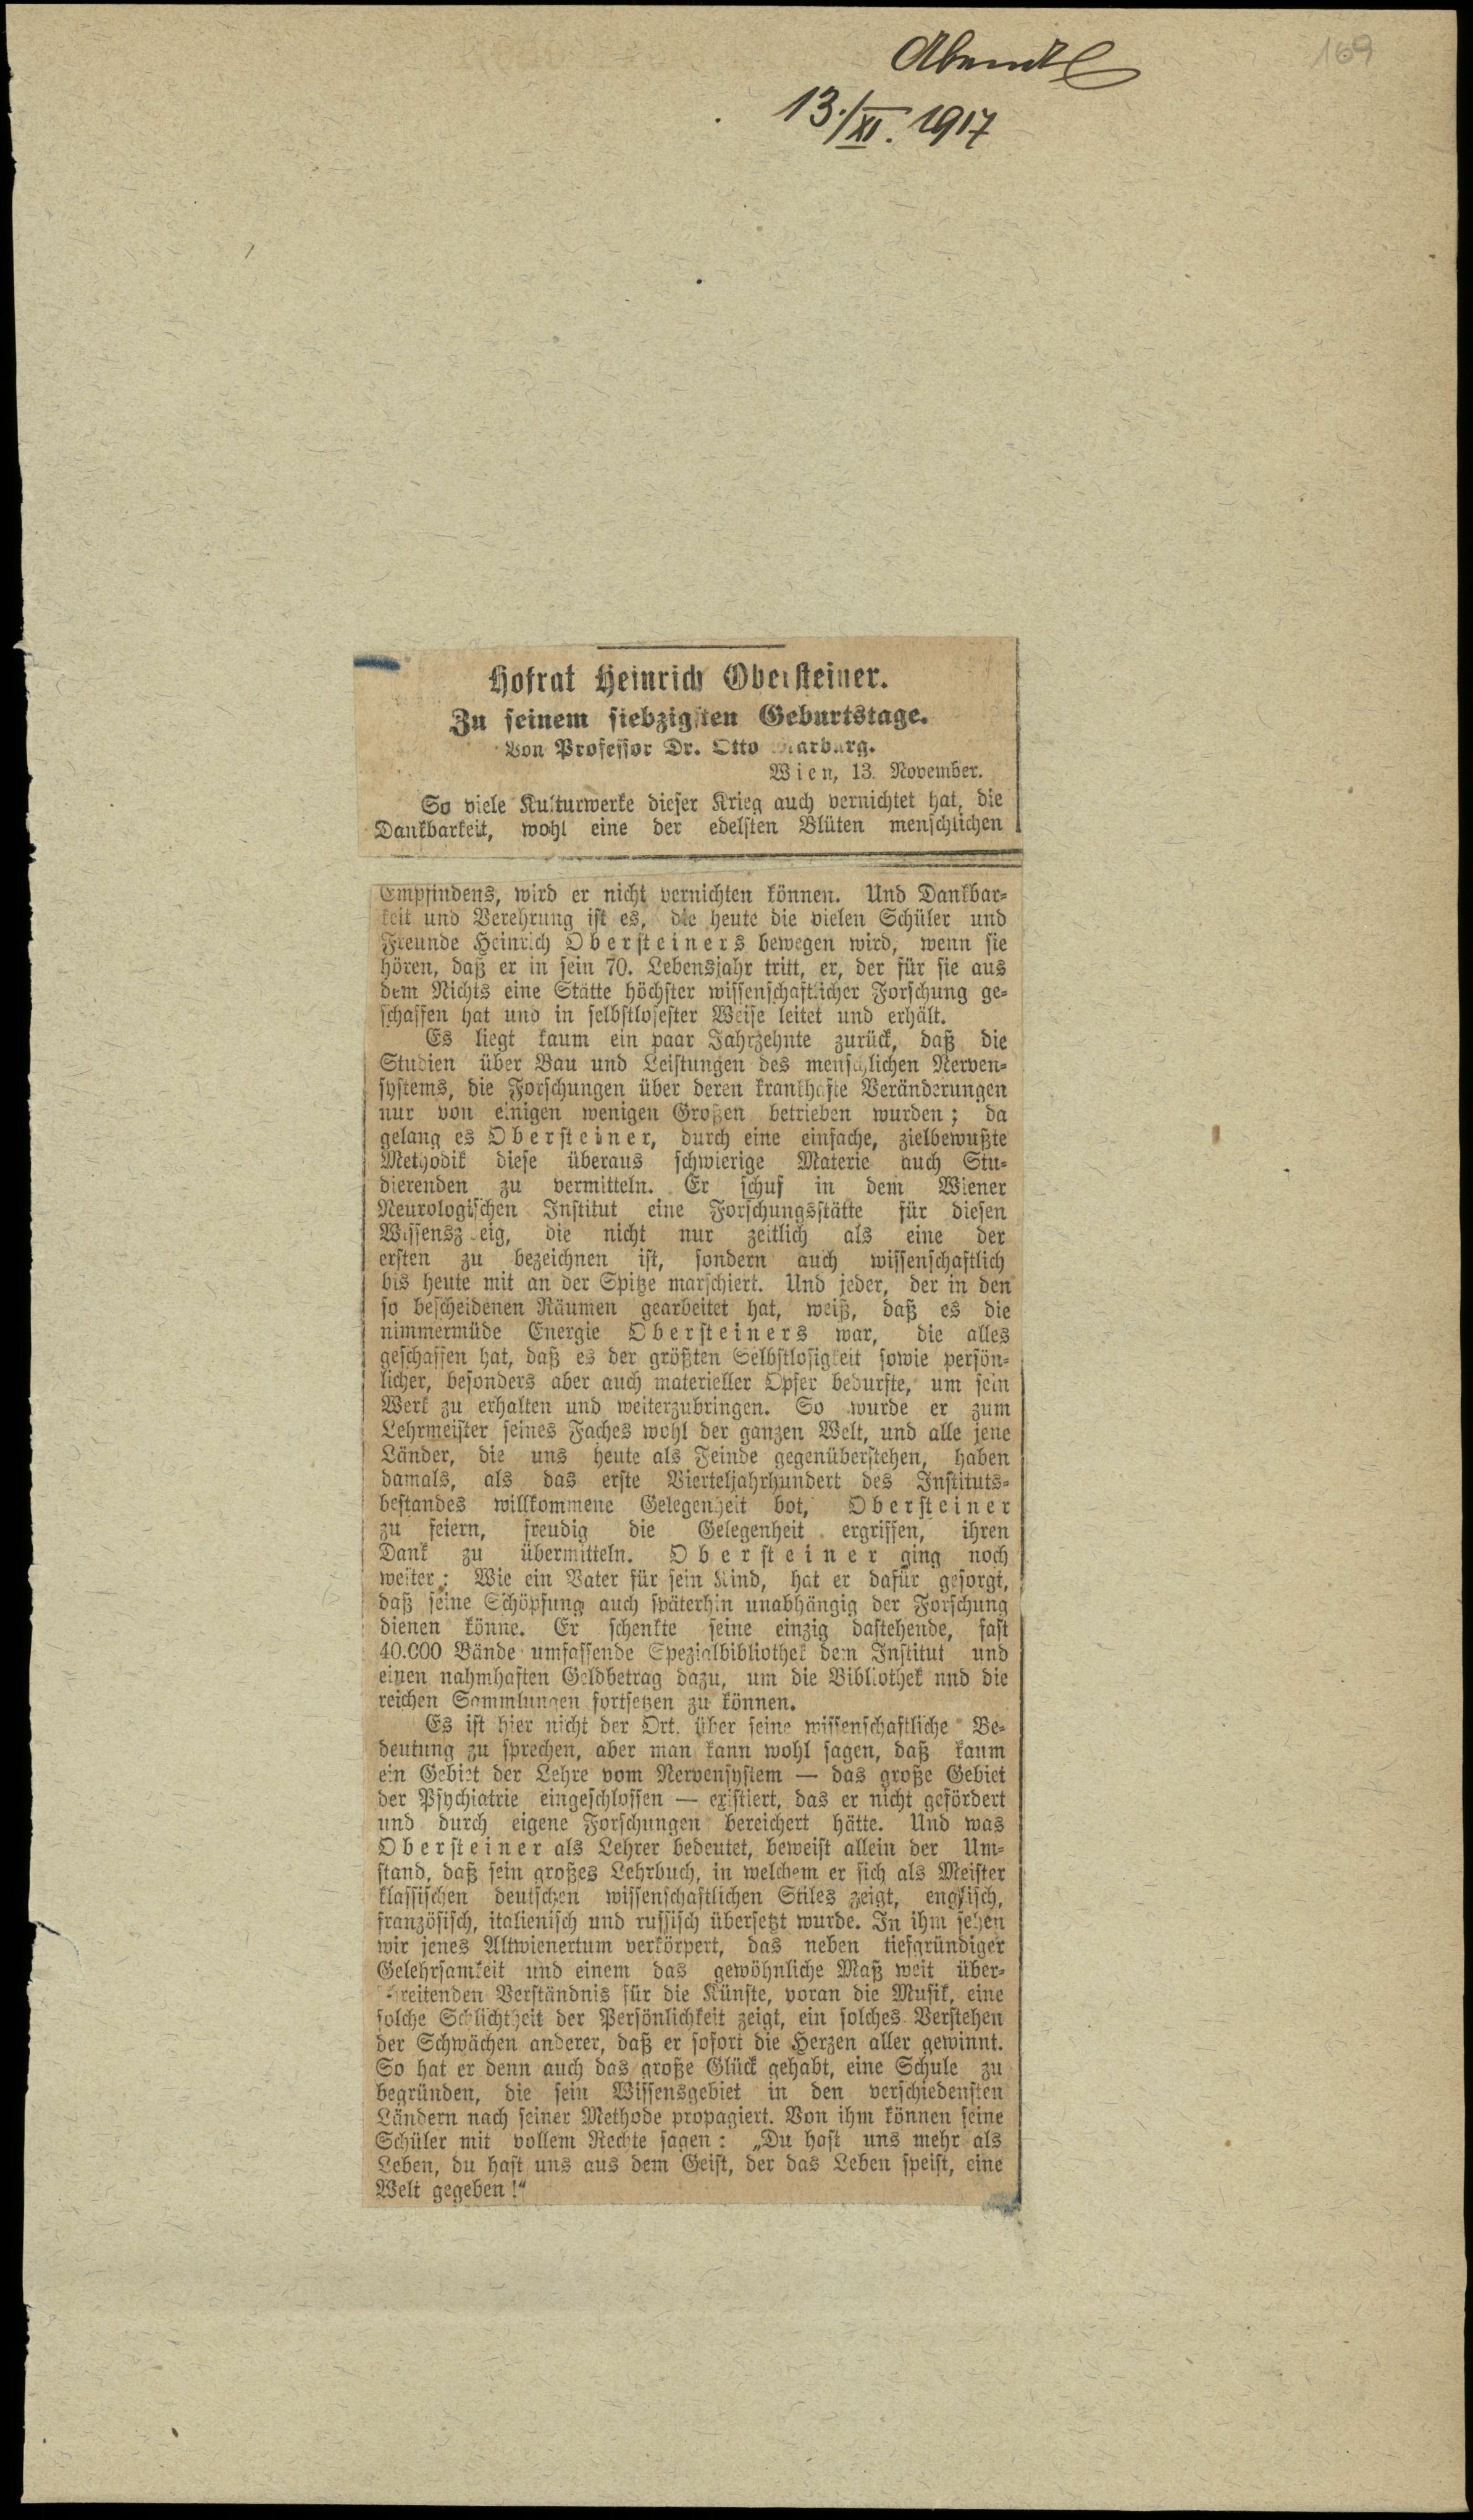 169
13./XI. 1917
Hofrat Heinrich Obersteiner.
Zu seinem siebzigsten Geburtstage.
Von Professor Dr. Otto Marburg.
Wien, 13. November.
So viele Kulturwerke dieser Krieg auch vernichtet hat, die
Dankbarkeit, wohl eine der edelsten Blüten menschlichen
Empfindens, wird er nicht vernichten können. Und Dankbar-
keit und Verehrung ist es, die heute die vielen Schüler und
Freunde Heinrich Obersteiners bewegen wird, wenn sie
hören, daß er in sein 70. Lebensjahr tritt, er, der für sie aus
dem Nichts eine Stätte höchster wissenschaftlicher Forschung ge-
schaffen hat und in selbstlosester Weise leitet und erhält.
Es liegt kaum ein paar Jahrzehnte zurück, daß die
Studien über Bau und Leistungen des menschlichen Nerven-
systems, die Forschungen über deren krankhafte Veränderungen
nur von einigen wenigen Großen betrieben wurden; da
gelang es Obersteiner, durch eine einfache, zielbewußte
Methodik diese überaus schwierige Materie auch Stu-
dierenden zu vermitteln. Er schuf in dem Wiener
Neurologischen Institut eine Forschungsstätte für diesen
Wissenszweig, die nicht nur zeitlich als eine der
ersten zu bezeichnen ist, sondern auch wissenschaftlich
bis heute mit an der Spitze marschiert. Und jeder, der in den
so bescheidenen Räumen gearbeitet hat, weiß, daß es die
nimmermüde Energie Obersteiners war, die alles
geschaffen hat, daß es der größten Selbstlosigkeit sowie persön-
licher, besonders aber auch materieller Opfer bedurfte, um sein
Werk zu erhalten und weiterzubringen. So wurde er zum
Lehrmeister seines Faches wohl der ganzen Welt, und alle jene
Länder, die uns heute als Feinde gegenüberstehen, haben
damals, als das erste Vierteljahrhundert des Instituts-
bestandes willkommene Gelegenheit bot, Obersteiner
zu feiern, freudig die Gelegenheit ergriffen, ihren
Dank zu übermitteln. Obersteiner ging noch
weiter: Wie ein Vater für sein Kind, hat er dafür gesorgt,
daß seine Schöpfung auch späterhin unabhängig der Forschung
dienen könne. Er schenkte seine einzig dastehende, fast
40.000 Bände umfassende Spezialbibliothek dem Institut und
einen nahmhaften Geldbetrag dazu, um die Bibliothek nnd die
reichen Sammlungen fortsetzen zu können.
Es ist hier nicht der Ort, über seine wissenschaftliche Be-
deutung zu sprechen, aber man kann wohl sagen, daß kaum
ein Gebiet der Lehre vom Nervensystem — das große Gebiet
der Psychiatrie eingeschlossen — existiert, das er nicht gefördert
und durch eigene Forschungen bereichert hätte. Und was
Obersteiner als Lehrer bedeutet, beweist allein der Um-
stand, daß sein großes Lehrbuch, in welchem er sich als Meister
klassischen deutschen wissenschaftlichen Stiles zeigt, englisch,
französisch, italienisch und russisch übersetzt wurde. In ihm sehen
wir jenes Altwienertum verkörpert, das neben tiefgründiger
Gelehrsamkeit und einem das gewöhnliche Maß weit über-
schreitenden Verständnis für die Künste, voran die Musik, eine
solche Schlichtheit der Persönlichkeit zeigt, ein solches Verstehen
der Schwächen anderer, daß er sofort die Herzen aller gewinnt.
So hat er denn auch das große Glück gehabt, eine Schule zu
begründen, die sein Wissensgebiet in den verschiedensten
Ländern nach seiner Methode propagiert. Von ihm können seine
Schüler mit vollem Rechte sagen: „Du hast uns mehr als
Leben, du hast uns aus dem Geist, der das Leben speist, eine
Welt gegeben!“